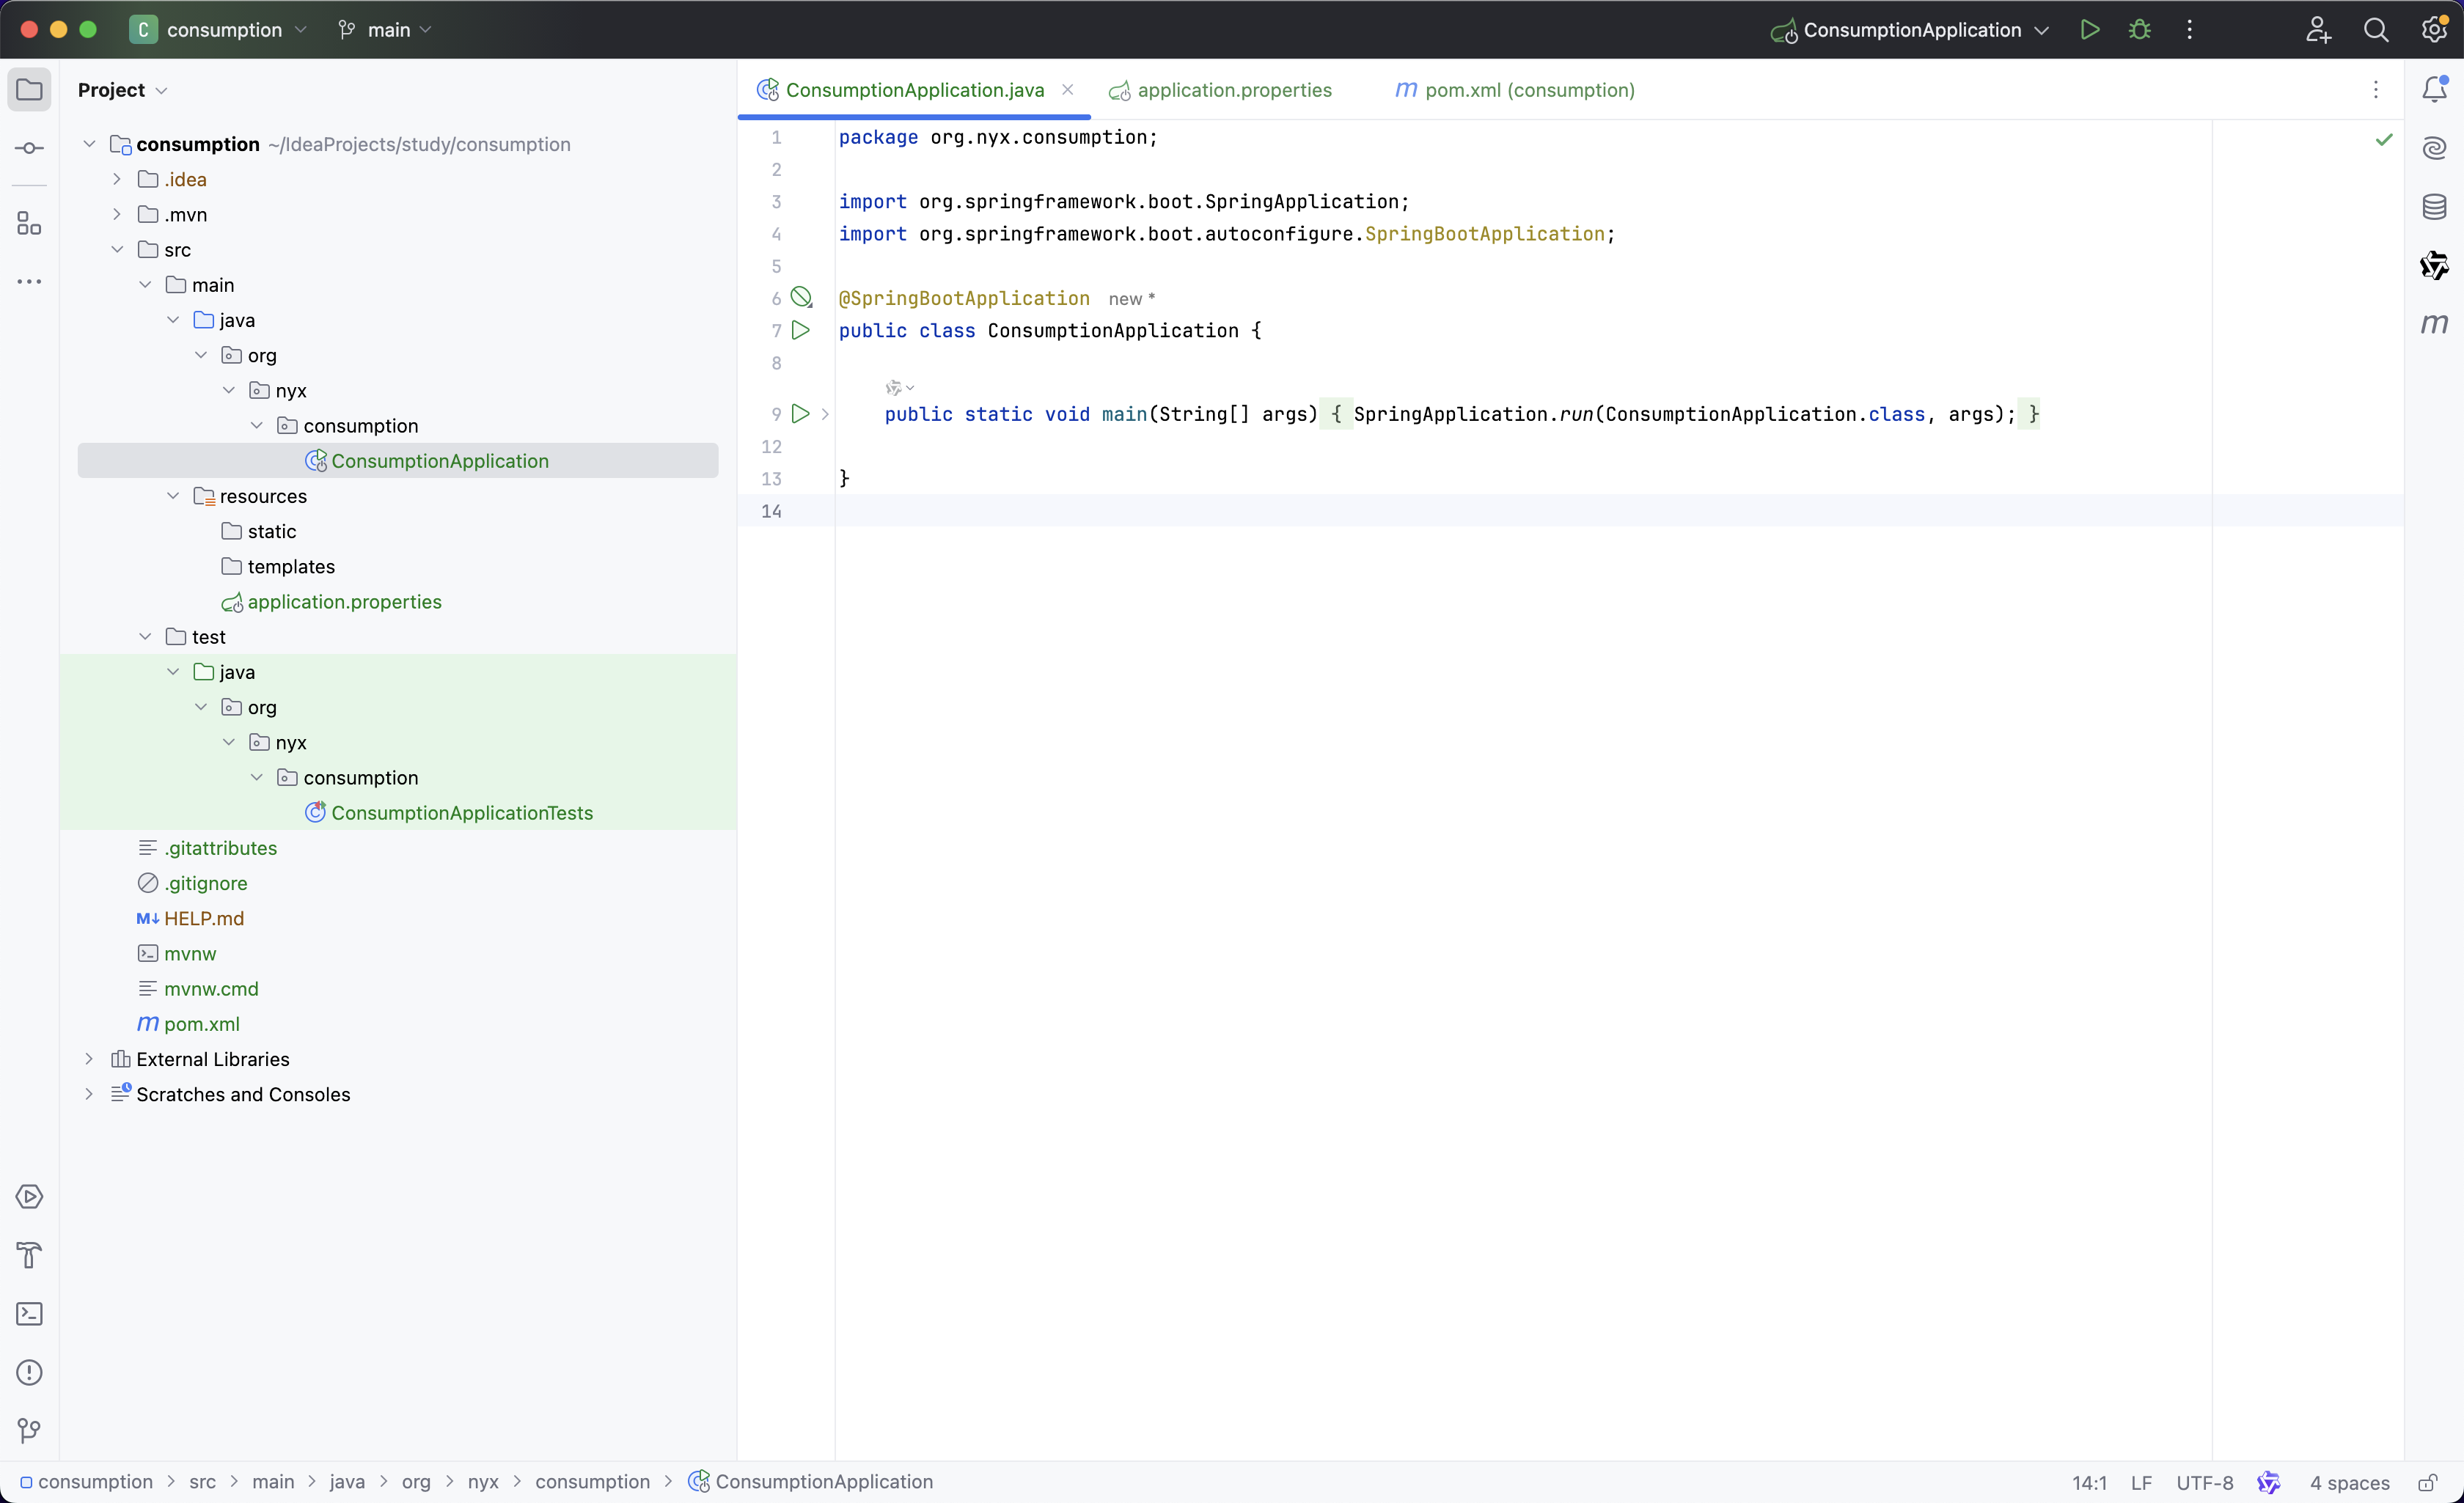 C consumption main ConsumptionApplication
Project
consumption ~/IdeaProjects/study/consumption
.idea
.mvn
src
main
java
org
nyx
consumption
ConsumptionApplication
resources
static
templates
application.properties
test
java
org
nyx
consumption
ConsumptionApplicationTests
.gitattributes
.gitignore
M↓ HELP.md
mvnw
mvnw.cmd
m pom.xml
External Libraries
Scratches and Consoles
ConsumptionApplication.java application.properties m pom.xml (consumption)
1 package org.nyx.consumption;
2
3 import org.springframework.boot.SpringApplication;
4 import org.springframework.boot.autoconfigure.SpringBootApplication;
5
6 @SpringBootApplication new *
7 public class ConsumptionApplication {
8
9 public static void main(String[] args) { SpringApplication.run(ConsumptionApplication.class, args); }
12
13 }
14
m
consumption > src > main > java > org > nyx > consumption > ConsumptionApplication
14:1 LF UTF-8 4 spaces